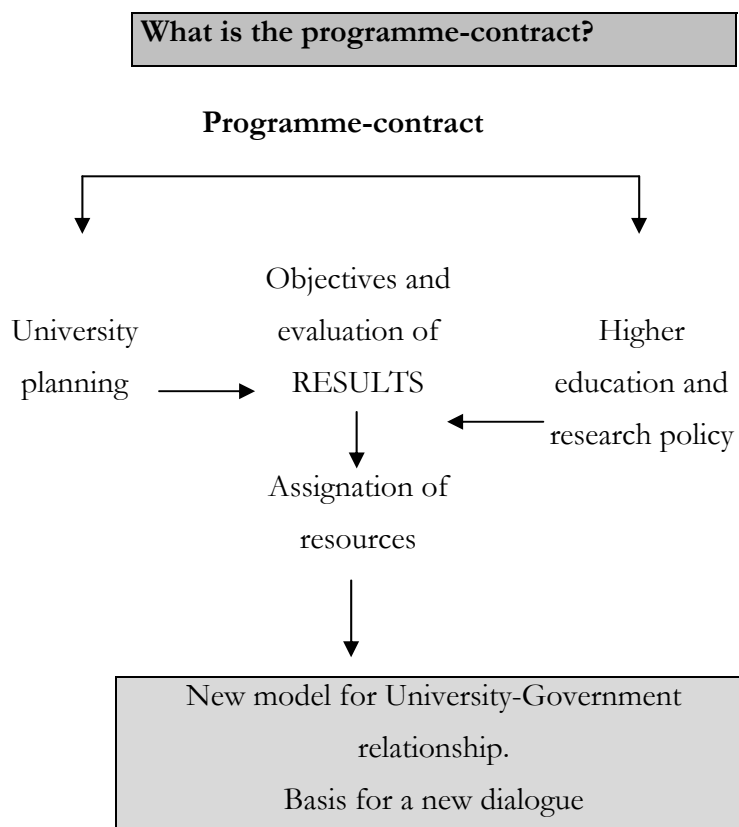 What is the programme-contract?
Programme-contract
Objectives and
evaluation of
RESULTS
University
planning
Higher
education and
research policy
Assignation of
resources
New model for University-Government
relationship.
Basis for a new dialogue